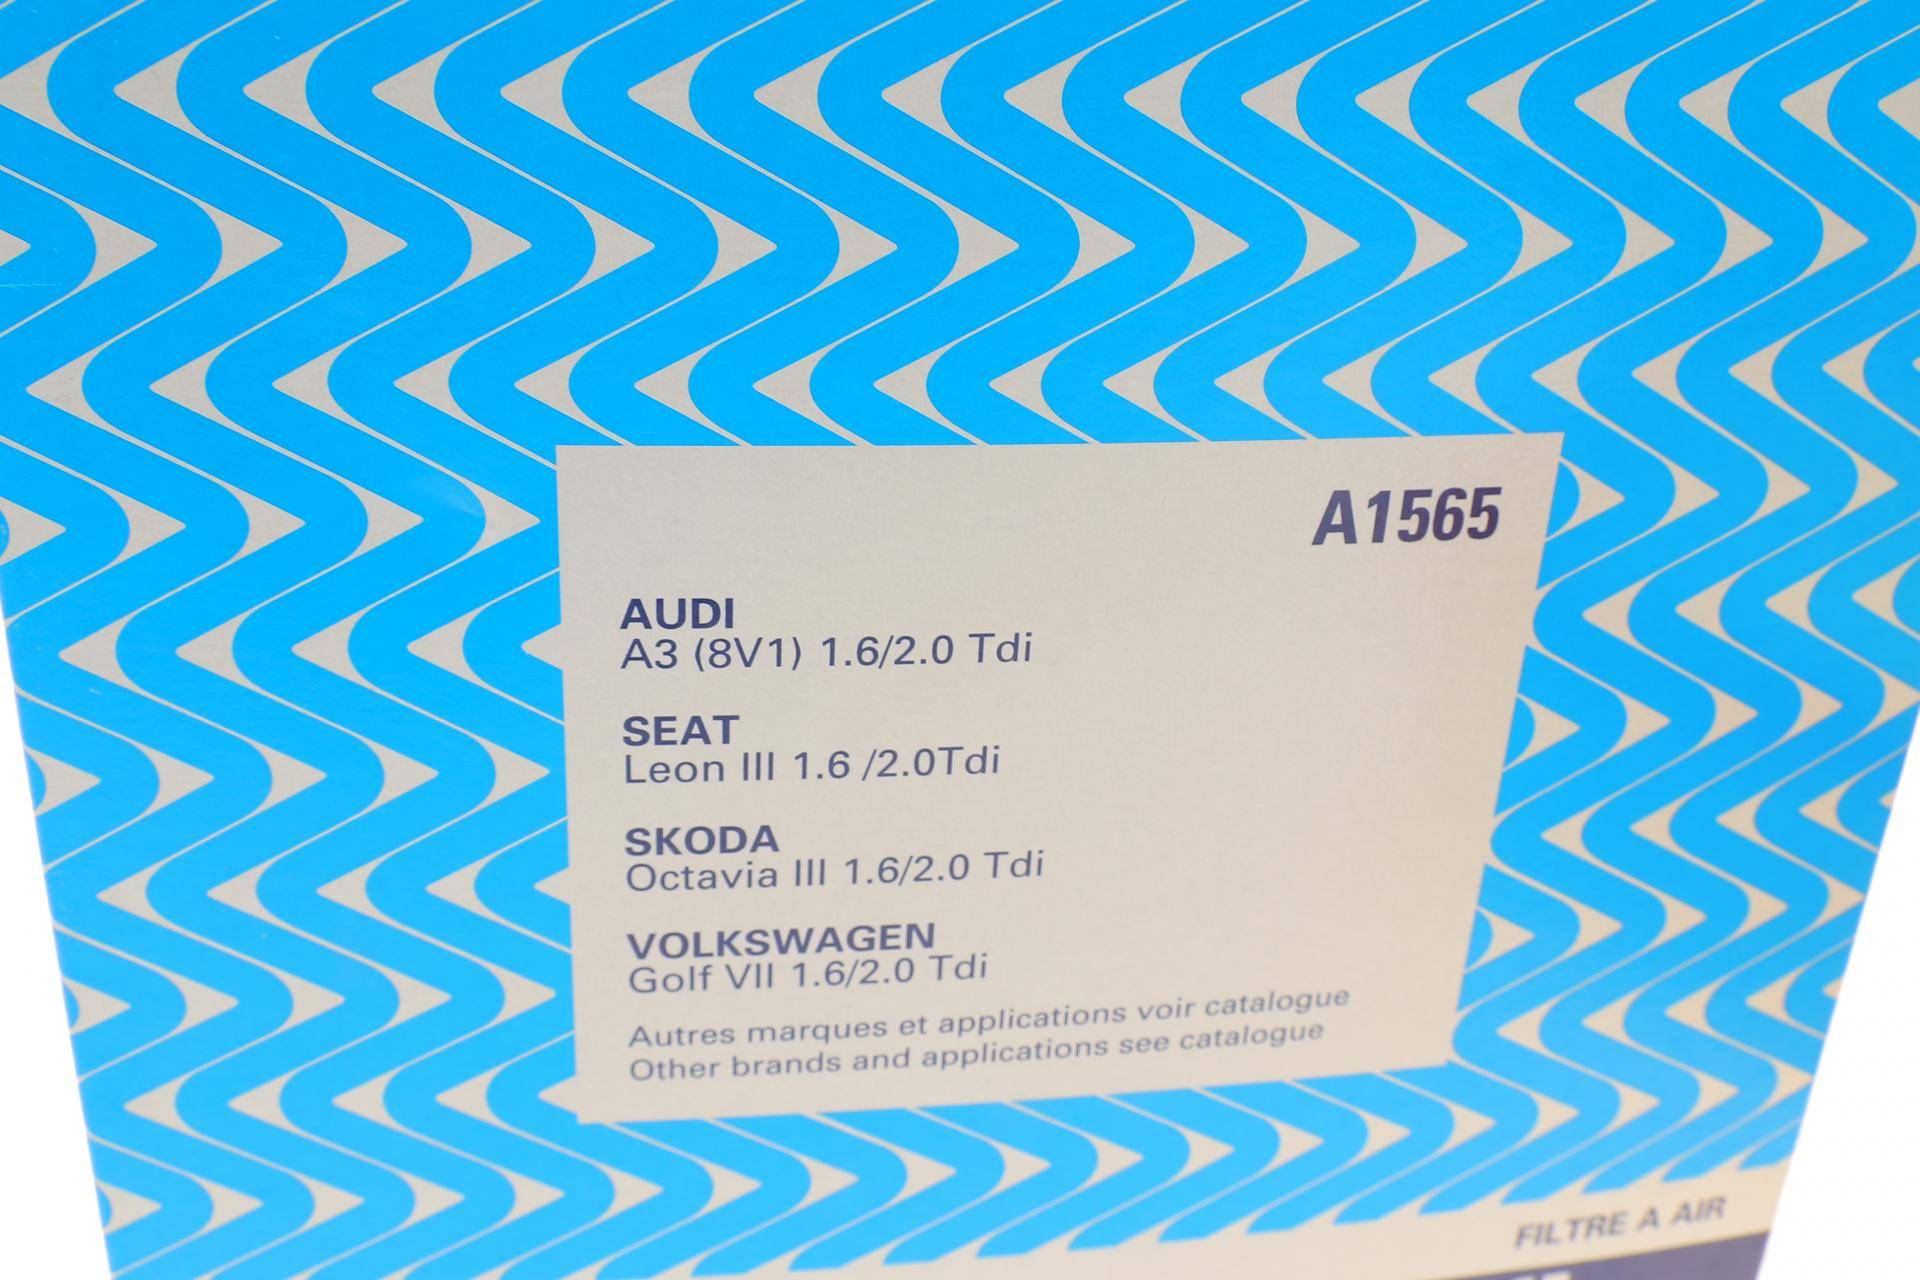 A1565
AUDI
A3 (8V1) 1.6/2.0 Tdi
SEAT
Leon III 1.6 /2.0Tdi
SKODA
Octavia III 1.6/2.0 Tdi
VOLKSWAGEN
Golf VII 1.6/2.0 Tdi
Autres marques et applications voir catalogue
Other brands and applications see catalogue
FILTRE A AIR